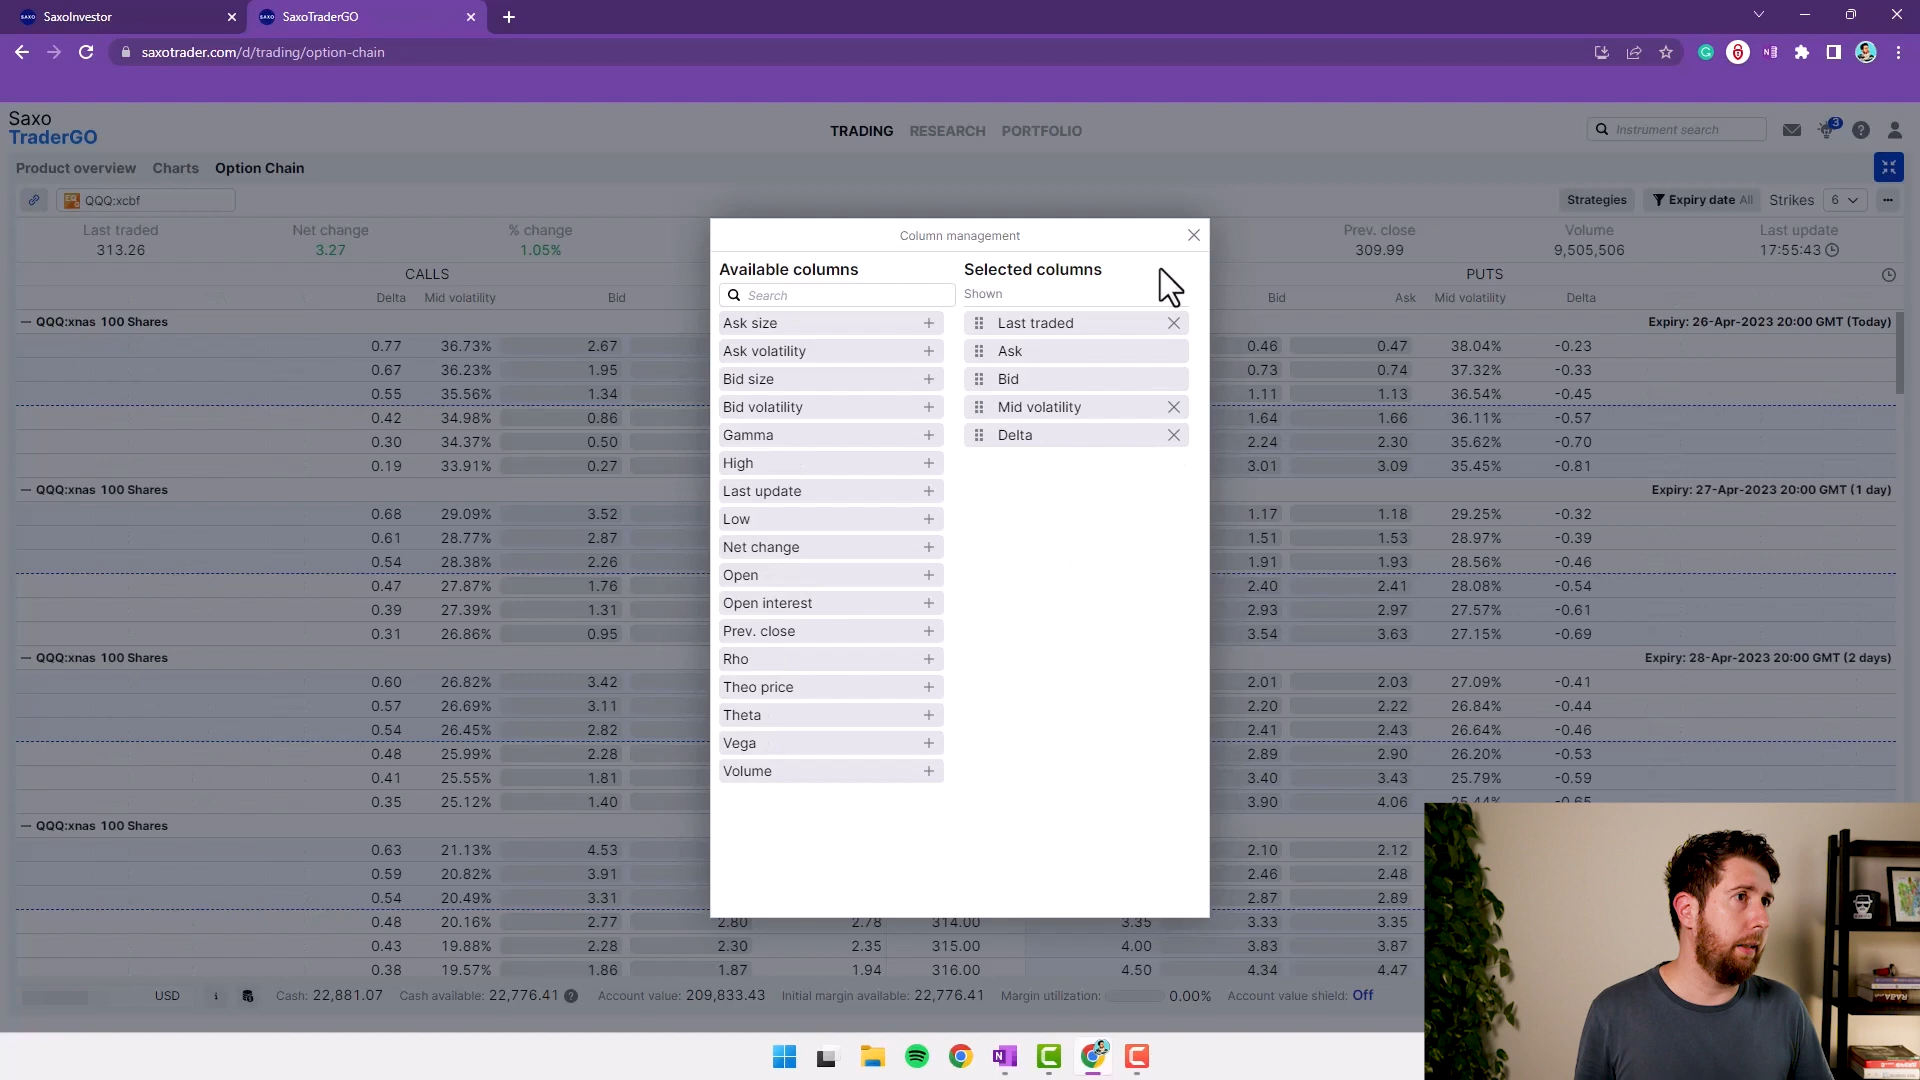 SaxoInvestor
SaxoTraderGO
saxotrader.com/d/trading/option-chain
Saxo
TraderGO
TRADING RESEARCH PORTFOLIO
Instrument search
3
Product overview Charts Option Chain
QQQ:xcbf
Strategies Expiry date All Strikes 6
Last traded Net change % change Prev. close Volume Last update
313.26 3.27 1.05% 309.99 9,505,506 17:55:43
CALLS PUTS
Delta Mid volatility Bid Bid Ask Mid volatility Delta
QQQ:xnas 100 Shares Expiry: 26-Apr-2023 20:00 GMT (Today)
0.77 36.73% 2.67 0.46 0.47 38.04% -0.23
0.67 36.23% 1.95 0.73 0.74 37.32% -0.33
0.55 35.56% 1.34 1.11 1.13 36.54% -0.45
0.42 34.98% 0.86 1.64 1.66 36.11% -0.57
0.30 34.37% 0.50 2.24 2.30 35.62% -0.70
0.19 33.91% 0.27 3.01 3.09 35.45% -0.81
QQQ:xnas 100 Shares Expiry: 27-Apr-2023 20:00 GMT (1 day)
0.68 29.09% 3.52 1.17 1.18 29.25% -0.32
0.61 28.77% 2.87 1.51 1.53 28.97% -0.39
0.54 28.38% 2.26 1.91 1.93 28.56% -0.46
0.47 27.87% 1.76 2.40 2.41 28.08% -0.54
0.39 27.39% 1.31 2.93 2.97 27.57% -0.61
0.31 26.86% 0.95 3.54 3.63 27.15% -0.69
QQQ:xnas 100 Shares Expiry: 28-Apr-2023 20:00 GMT (2 days)
0.60 26.82% 3.42 2.01 2.03 27.09% -0.41
0.57 26.69% 3.11 2.20 2.22 26.84% -0.44
0.54 26.45% 2.82 2.41 2.43 26.64% -0.46
0.48 25.99% 2.28 2.89 2.90 26.20% -0.53
0.41 25.55% 1.81 3.40 3.43 25.79% -0.59
0.35 25.12% 1.40 3.90 4.06 25.44% -0.65
QQQ:xnas 100 Shares
0.63 21.13% 4.53 2.10 2.12
0.59 20.82% 3.91 2.46 2.48
0.54 20.49% 3.31 2.87 2.89
0.48 20.16% 2.77 2.80 2.78 314.00 3.35 3.33 3.35
0.43 19.88% 2.28 2.30 2.35 315.00 4.00 3.83 3.87
0.38 19.57% 1.86 1.87 1.94 316.00 4.50 4.34 4.47
Column management
Available columns
Search
Ask size
Ask volatility
Bid size
Bid volatility
Gamma
High
Last update
Low
Net change
Open
Open interest
Prev. close
Rho
Theo price
Theta
Vega
Volume
Selected columns
Shown
Last traded
Ask
Bid
Mid volatility
Delta
USD Cash: 22,881.07 Cash available: 22,776.41 Account value: 209,833.43 Initial margin available: 22,776.41 Margin utilization: 0.00% Account value shield: Off